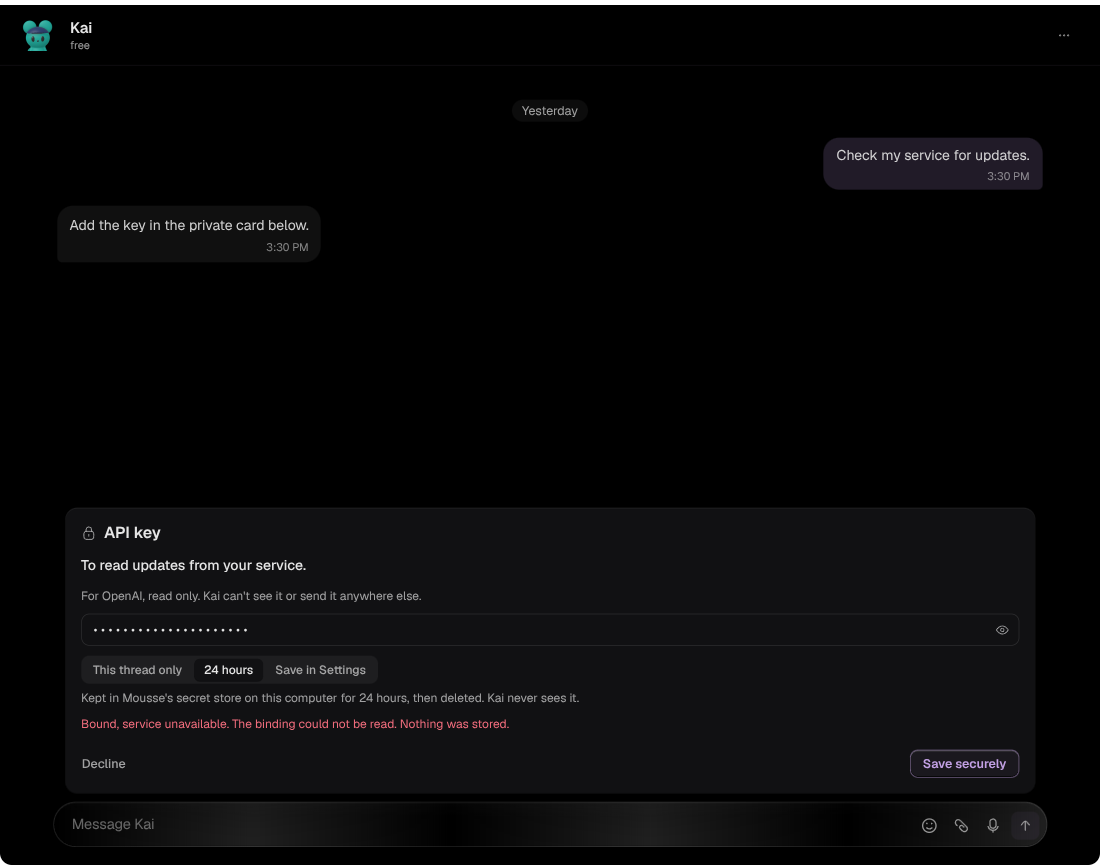 Kai
free
Yesterday
Check my service for updates.
3:30 PM
Add the key in the private card below.
3:30 PM
API key
To read updates from your service.
For OpenAI, read only. Kai can't see it or send it anywhere else.
This thread only 24 hours Save in Settings
Kept in Mousse's secret store on this computer for 24 hours, then deleted. Kai never sees it.
Bound, service unavailable. The binding could not be read. Nothing was stored.
Decline Save securely
Message Kai